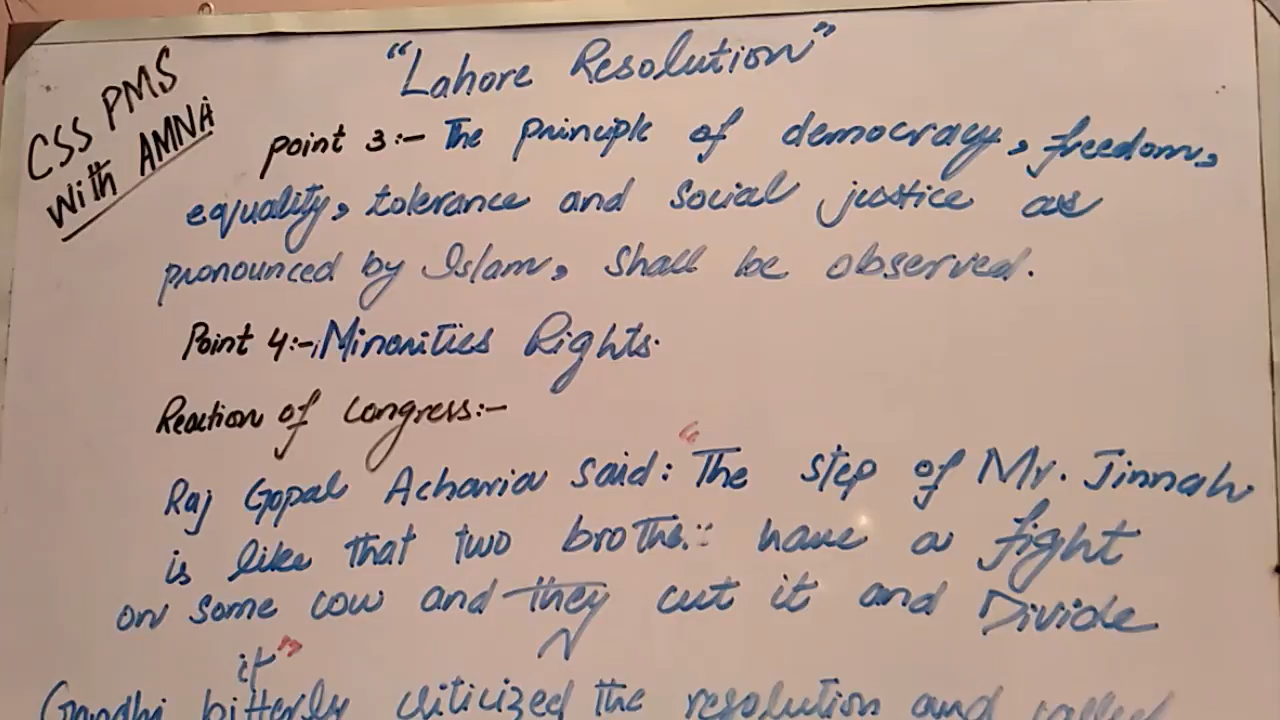 CSS PMS
With AMNA
"Lahore Resolution"
point 3:- The principle of democracy, freedom,
equality, tolerance and social justice as
pronounced by Islam, shall be observed.
Point 4:- Minorities Rights.
Reaction of Congress:-
Raj Gopal Acharia said: "The step of Mr. Jinnah
is like that two brothe.. have a fight
on some cow and they cut it and Divide
it"
Gandhi bitterly criticized the resolution and called